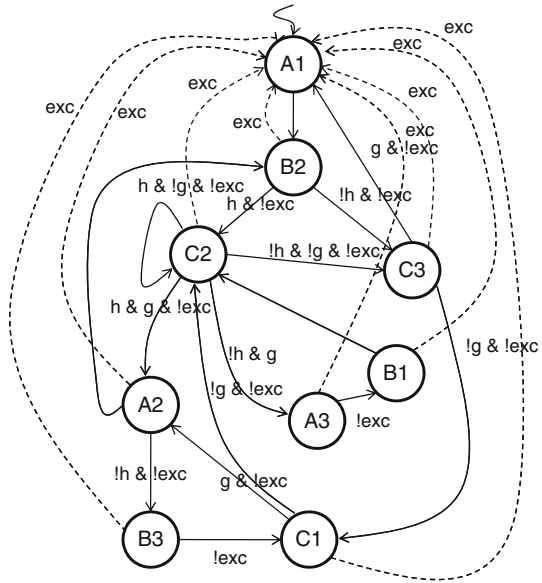 exc
exc
A1
exc
exc
exc
exc
exc
exc
g & !exc
B2
h & !g & !exc
h & !exc
!h & !exc
C2
!h & !g & !exc
C3
h & g & !exc
!h & g
!g & !exc
B1
!g & !exc
A2
A3
!exc
!h & !exc
g & !exc
B3
!exc
C1